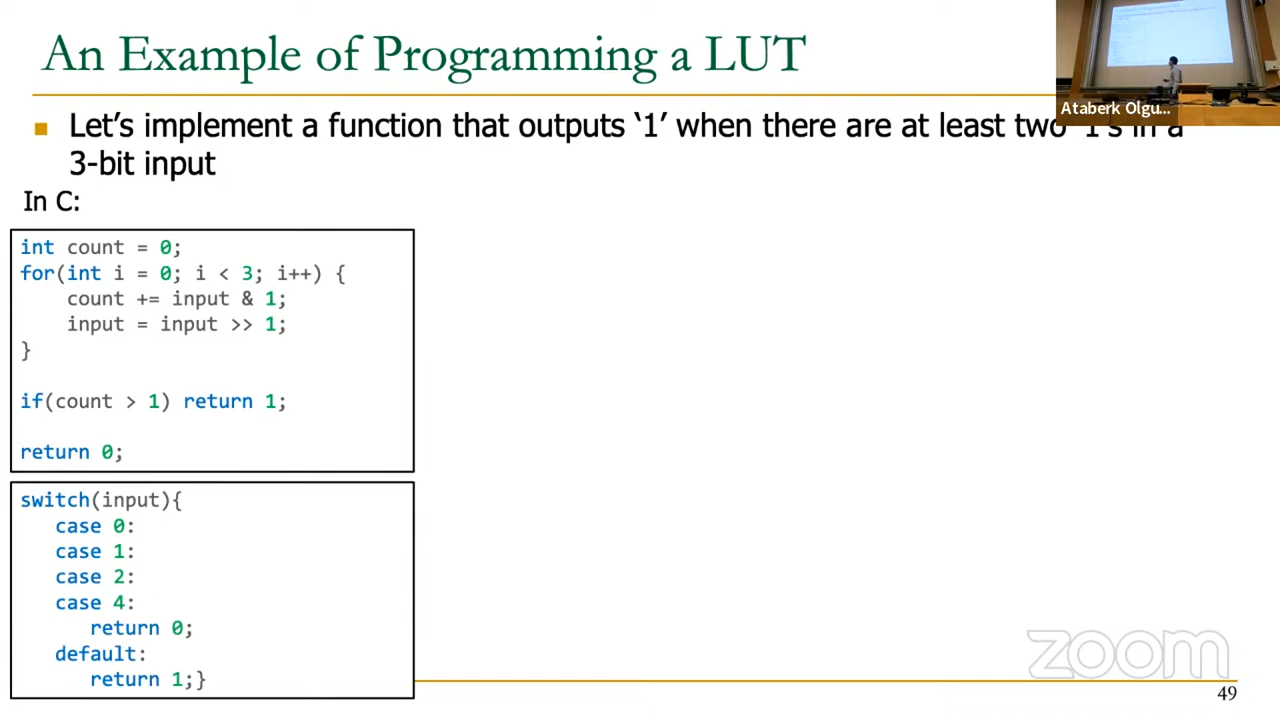 An Example of Programming a LUT
Ataberk Olgu...
Let's implement a function that outputs '1' when there are at least two '1's in a
3-bit input
In C:
int count = 0;
for(int i = 0; i < 3; i++) {
count += input & 1;
input = input >> 1;
}
if(count > 1) return 1;
return 0;
switch(input){
case 0:
case 1:
case 2:
case 4:
return 0;
default:
return 1;}
zoom
49